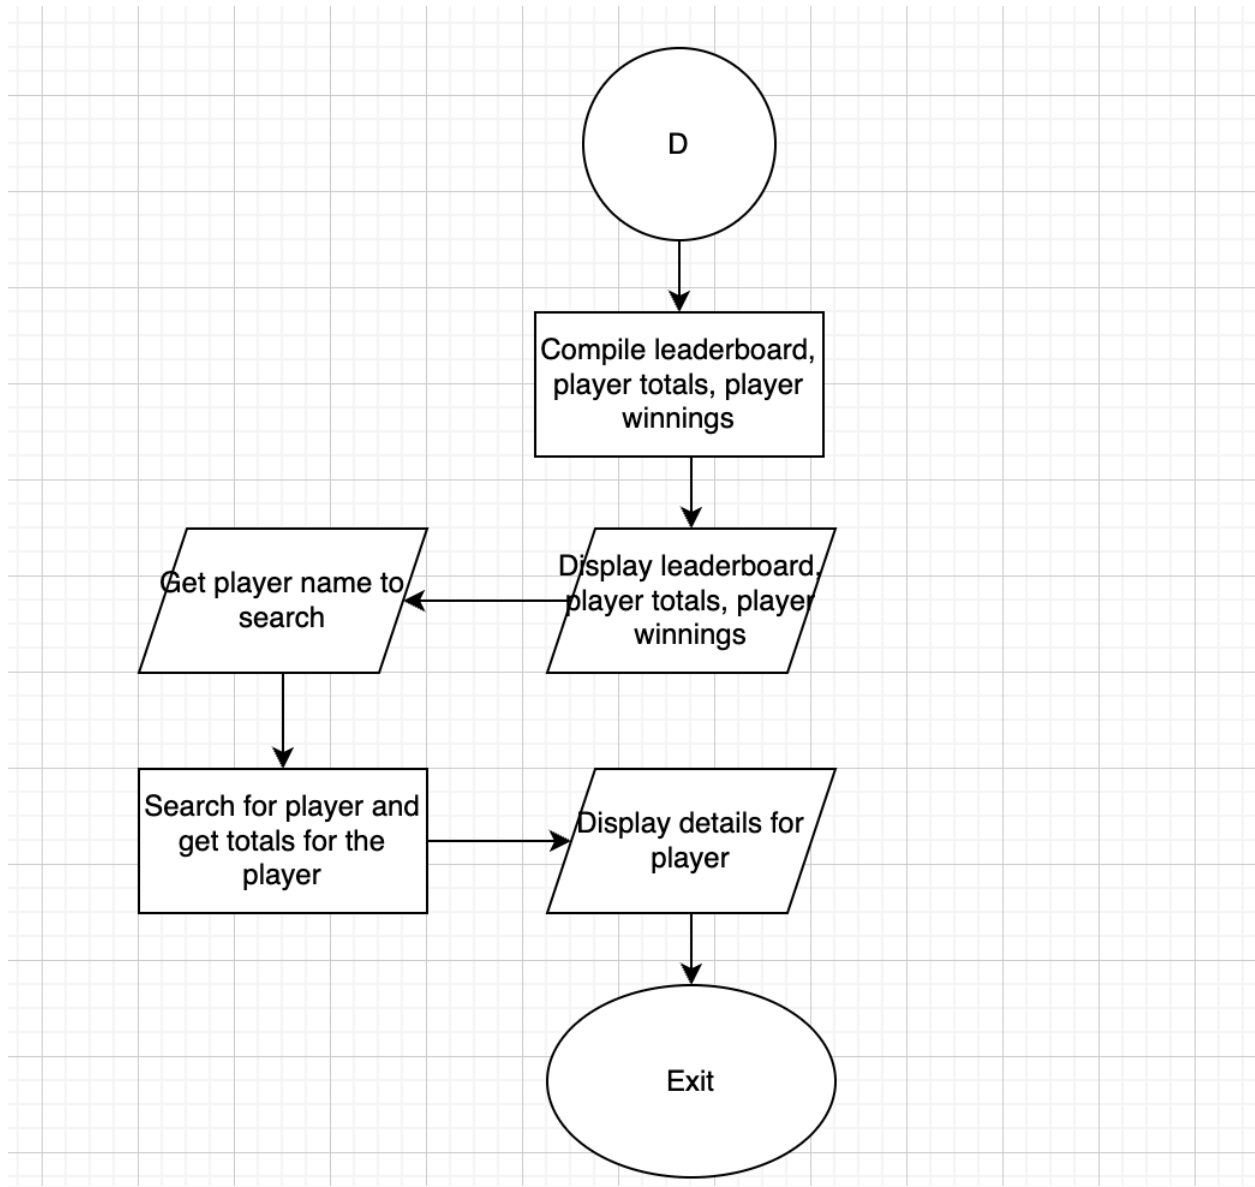 D
Compile leaderboard,
player totals, player
winnings
Display leaderboard,
player totals, player
winnings
Get player name to
search
Search for player and
get totals for the
player
Display details for
player
Exit